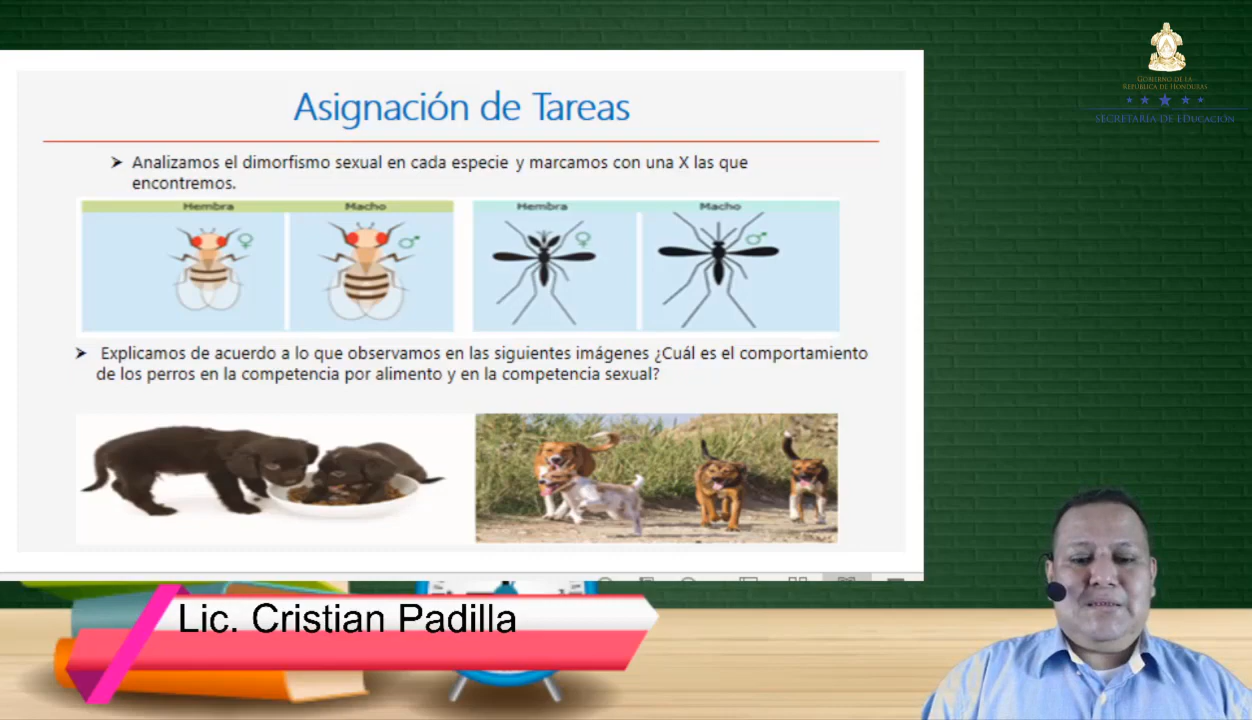 Asignación de Tareas
➤ Analizamos el dimorfismo sexual en cada especie y marcamos con una X las que
encontremos.
Hembra Macho Hembra Macho
♀ ♂ ♀ ♂
➤ Explicamos de acuerdo a lo que observamos en las siguientes imágenes ¿Cuál es el comportamiento
de los perros en la competencia por alimento y en la competencia sexual?
Lic. Cristian Padilla
GOBIERNO DE LA
REPÚBLICA DE HONDURAS
SECRETARÍA DE EDUCACIÓN